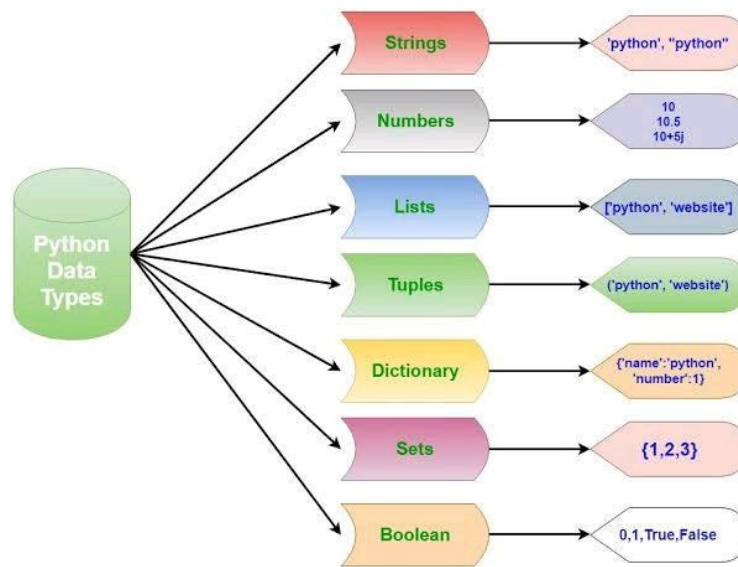 Python
Data
Types
Strings
'python', "python"
Numbers
10
10.5
10+5j
Lists
['python', 'website']
Tuples
('python', 'website')
Dictionary
{'name':'python',
'number':1}
Sets
{1,2,3}
Boolean
0,1,True,False